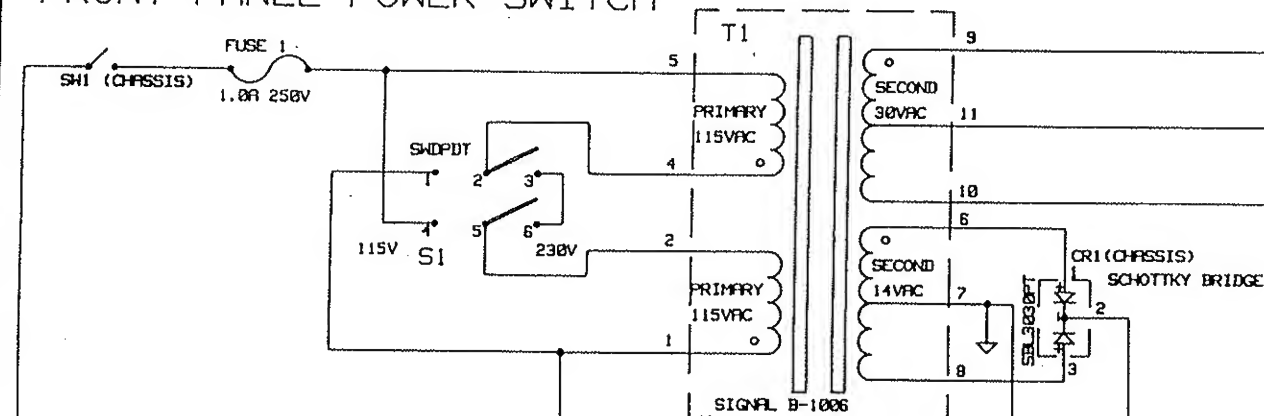 FRONT PANEL POWER SWITCH
T1
9
FUSE 1
5
SW1 (CHASSIS)
1.0A 250V
SECOND
30VAC
PRIMARY
115VAC
11
SWDPDT
4
1
2
3
10
6
4
5
6
2
115V
S1
230V
SECOND
14VAC
CR1(CHASSIS)
1
SCHOTTKY BRIDGE
PRIMARY
115VAC
7
2
SBL3030PT
1
3
8
SIGNAL B-1006